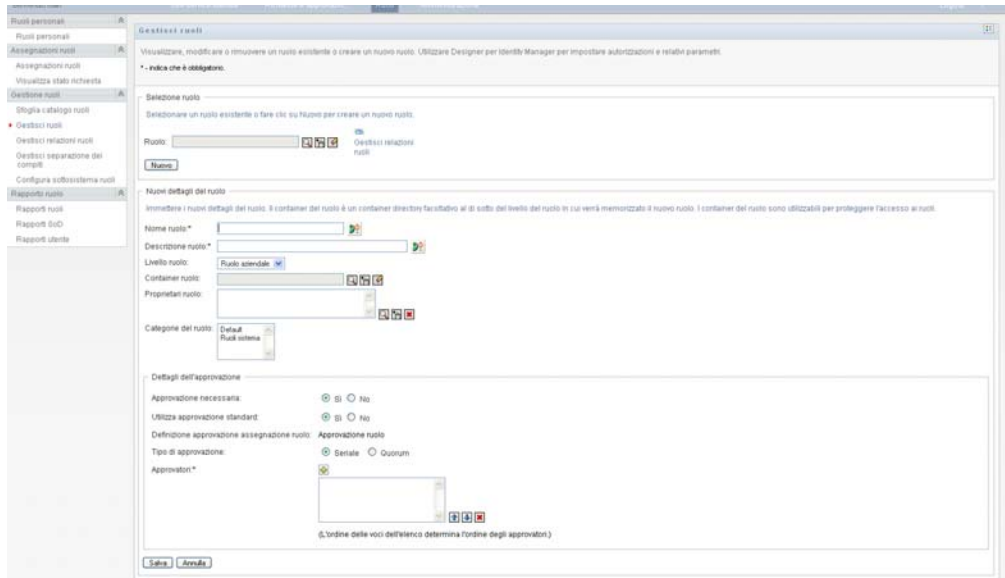 Ruoli personali
Ruoli personali
Assegnazioni ruoli
Assegnazioni ruoli
Visualizza stato richiesta
Gestione ruoli
Sfoglia catalogo ruoli
Gestisci ruoli
Gestisci relazioni ruoli
Gestisci separazione dei compiti
Configura sottosistema ruoli
Rapporto ruolo
Rapporti ruoli
Rapporti SoD
Rapporti utente
Gestisci ruoli
Visualizzare, modificare o rimuovere un ruolo esistente o creare un nuovo ruolo. Utilizzare Designer per Identity Manager per impostare autorizzazioni e relativi parametri.
* - indica che è obbligatorio.
Selezione ruolo
Selezionare un ruolo esistente o fare clic su Nuovo per creare un nuovo ruolo.
Ruolo:
Gestisci relazioni ruoli
Nuovo
Nuovi dettagli del ruolo
Immettere i nuovi dettagli del ruolo. Il container del ruolo è un container directory facoltativo al di sotto del livello del ruolo in cui verrà memorizzato il nuovo ruolo. I container del ruolo sono utilizzabili per proteggere l'accesso ai ruoli.
Nome ruolo:*
Descrizione ruolo:*
Livello ruolo: Ruolo aziendale
Container ruolo:
Proprietari ruolo:
Categorie del ruolo: Default
Ruoli sistema
Dettagli dell'approvazione
Approvazione necessaria: Sì No
Utilizza approvazione standard: Sì No
Definizione approvazione assegnazione ruolo: Approvazione ruolo
Tipo di approvazione: Seriale Quorum
Approvatori:*
(L'ordine delle voci dell'elenco determina l'ordine degli approvatori.)
Salva Annulla